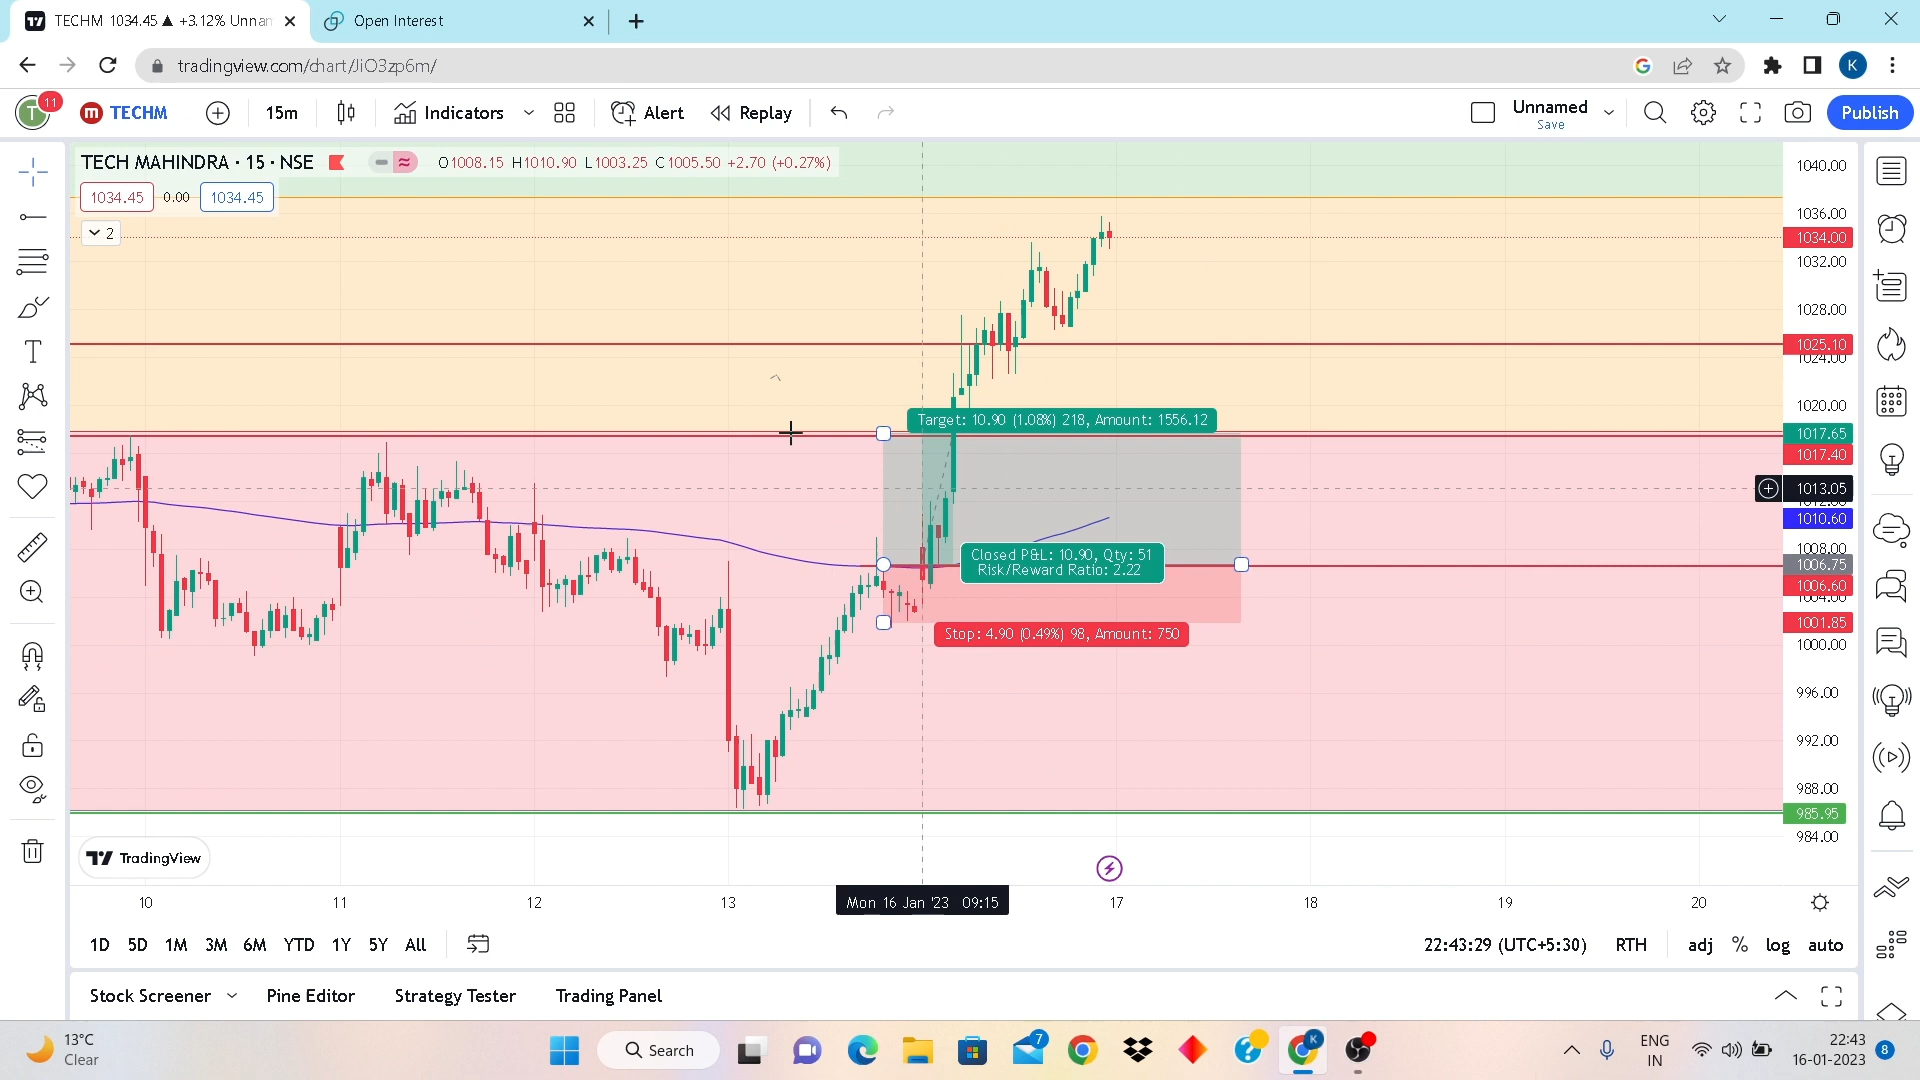 TECHM 1034.45 ▲ +3.12% Unnam
Open Interest
tradingview.com/chart/JiO3zp6m/
K
T
11
TECHM
15m
Indicators
Alert
Replay
Unnamed
Save
Publish
TECH MAHINDRA · 15 · NSE
O1008.15 H1010.90 L1003.25 C1005.50 +2.70 (+0.27%)
1034.45
0.00
1034.45
2
Target: 10.90 (1.08%) 218, Amount: 1556.12
Closed P&L: 10.90, Qty: 51
Risk/Reward Ratio: 2.22
Stop: 4.90 (0.49%) 98, Amount: 750
1040.00
1036.00
1034.00
1032.00
1028.00
1025.10
1024.00
1020.00
1017.65
1017.40
1013.05
1012.00
1010.60
1008.00
1006.75
1006.60
1004.00
1001.85
1000.00
996.00
992.00
988.00
985.95
984.00
TradingView
10
11
12
13
Mon 16 Jan '23 09:15
17
18
19
20
1D 5D 1M 3M 6M YTD 1Y 5Y All
22:43:29 (UTC+5:30) RTH adj % log auto
Stock Screener
Pine Editor
Strategy Tester
Trading Panel
13°C
Clear
Search
7
K
ENG
IN
22:43
16-01-2023
8